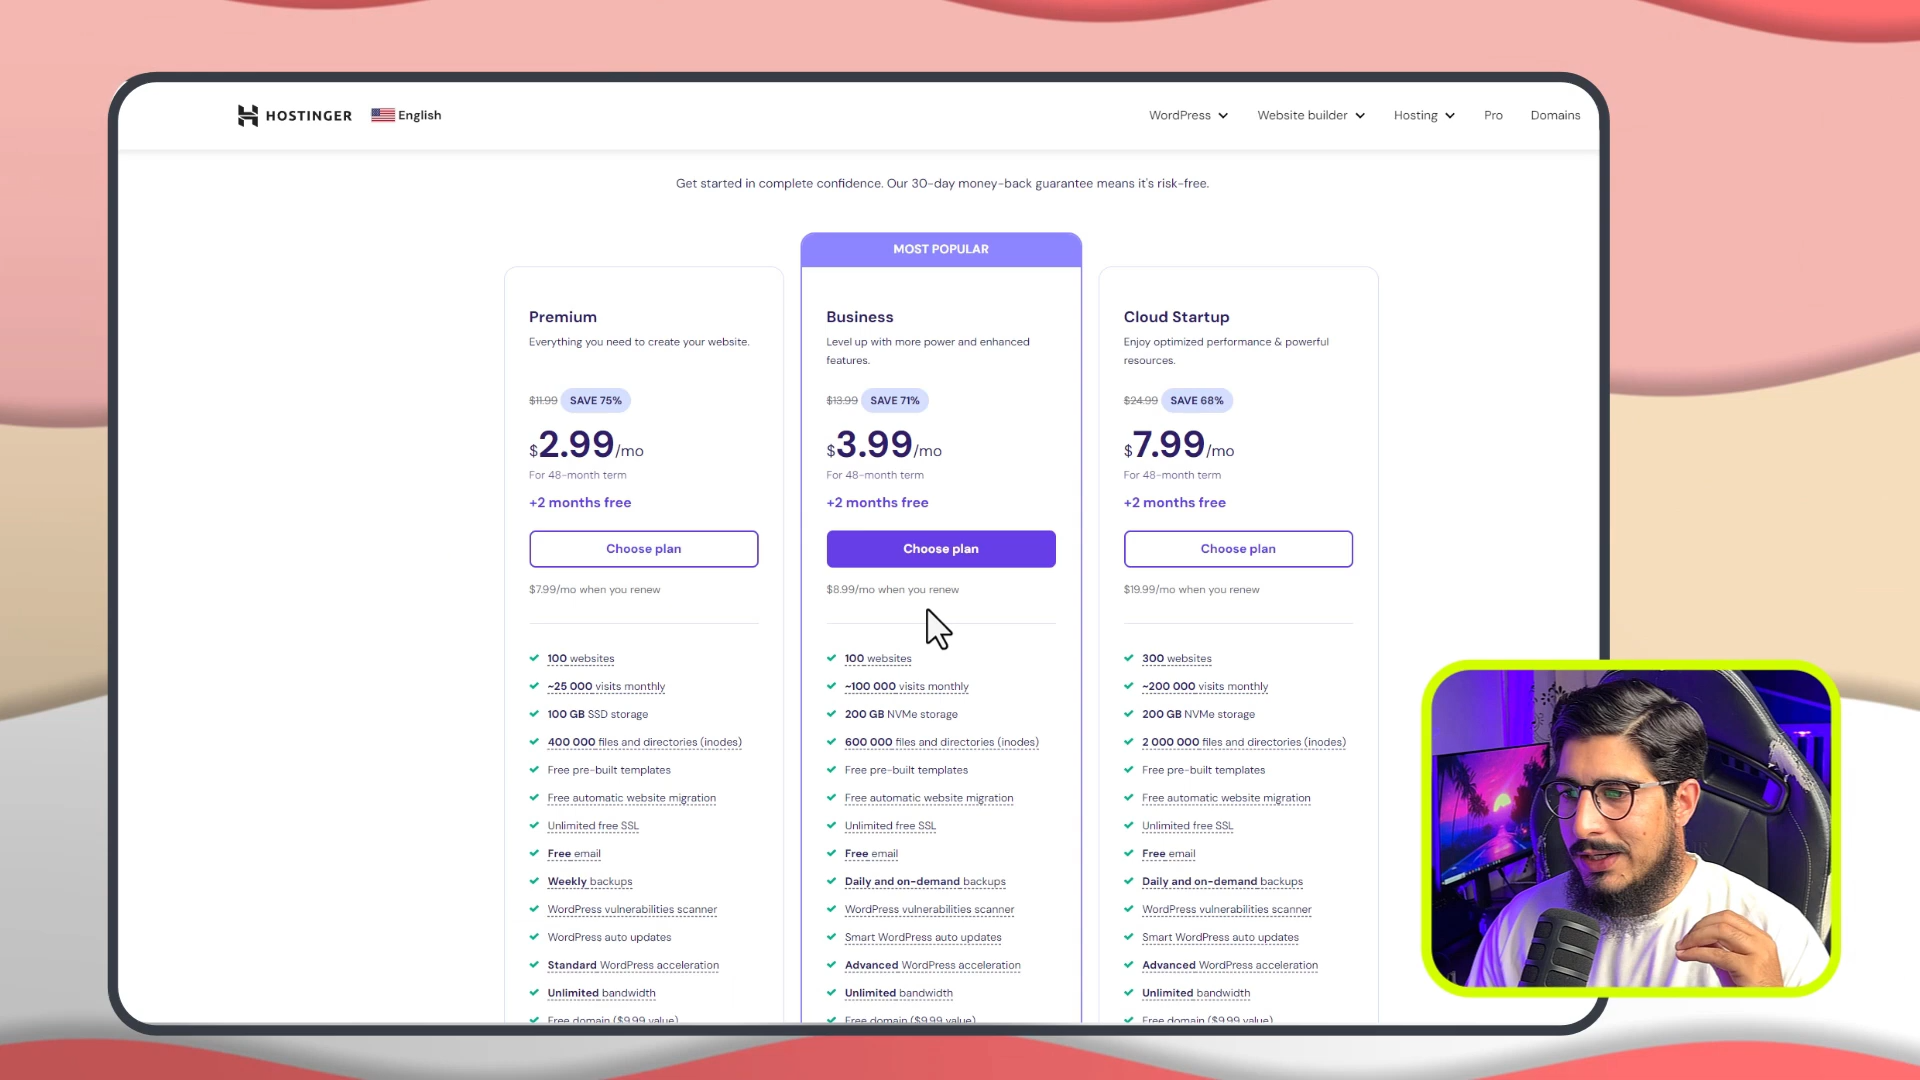 HOSTINGER English WordPress Website builder Hosting Pro Domains
Get started in complete confidence. Our 30-day money-back guarantee means it's risk-free.
MOST POPULAR
Premium
Everything you need to create your website.
$11.99 SAVE 75%
$2.99/mo
For 48-month term
+2 months free
Choose plan
$7.99/mo when you renew
100 websites
~25 000 visits monthly
100 GB SSD storage
400 000 files and directories (inodes)
Free pre-built templates
Free automatic website migration
Unlimited free SSL
Free email
Weekly backups
WordPress vulnerabilities scanner
WordPress auto updates
Standard WordPress acceleration
Unlimited bandwidth
Free domain ($9.99 value)
Business
Level up with more power and enhanced
features.
$13.99 SAVE 71%
$3.99/mo
For 48-month term
+2 months free
Choose plan
$8.99/mo when you renew
100 websites
~100 000 visits monthly
200 GB NVMe storage
600 000 files and directories (inodes)
Free pre-built templates
Free automatic website migration
Unlimited free SSL
Free email
Daily and on-demand backups
WordPress vulnerabilities scanner
Smart WordPress auto updates
Advanced WordPress acceleration
Unlimited bandwidth
Free domain ($9.99 value)
Cloud Startup
Enjoy optimized performance & powerful
resources.
$24.99 SAVE 68%
$7.99/mo
For 48-month term
+2 months free
Choose plan
$19.99/mo when you renew
300 websites
~200 000 visits monthly
200 GB NVMe storage
2 000 000 files and directories (inodes)
Free pre-built templates
Free automatic website migration
Unlimited free SSL
Free email
Daily and on-demand backups
WordPress vulnerabilities scanner
Smart WordPress auto updates
Advanced WordPress acceleration
Unlimited bandwidth
Free domain ($9.99 value)